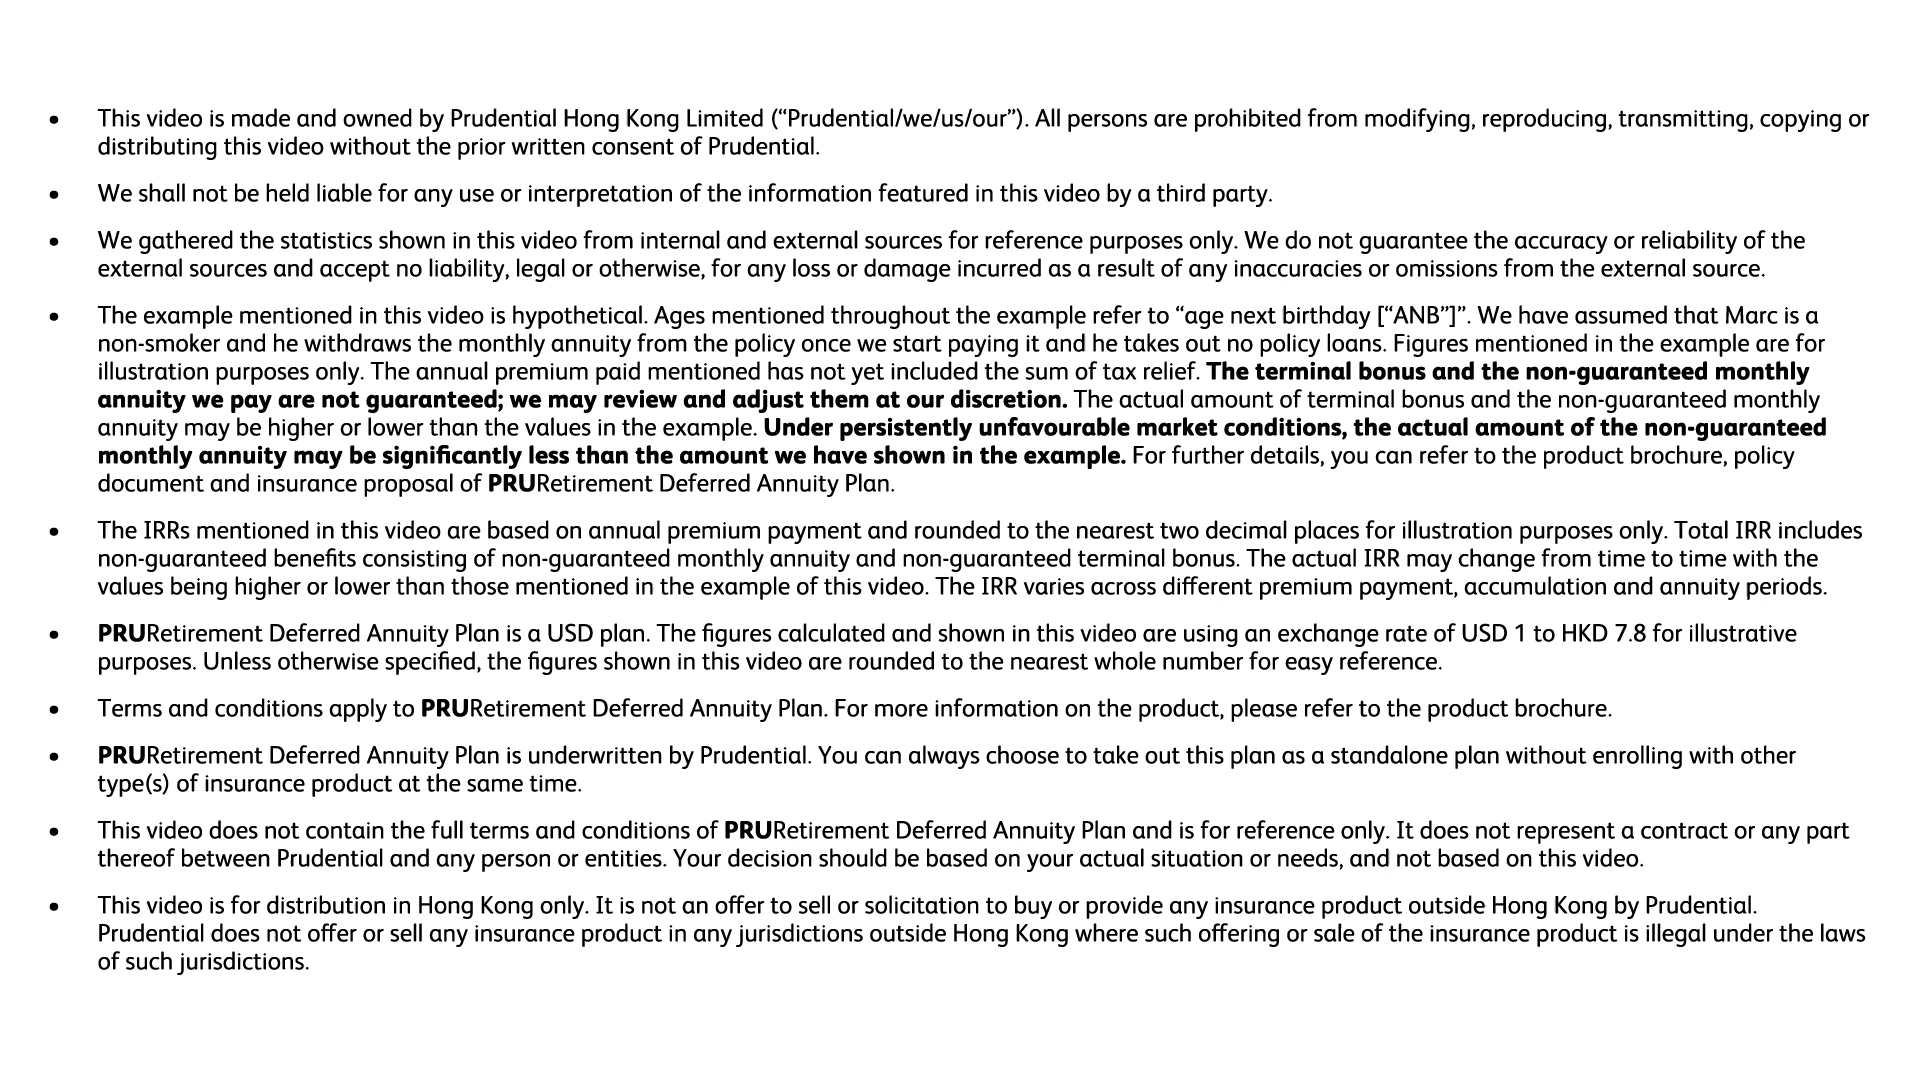 • This video is made and owned by Prudential Hong Kong Limited (“Prudential/we/us/our”). All persons are prohibited from modifying, reproducing, transmitting, copying or
distributing this video without the prior written consent of Prudential.
• We shall not be held liable for any use or interpretation of the information featured in this video by a third party.
• We gathered the statistics shown in this video from internal and external sources for reference purposes only. We do not guarantee the accuracy or reliability of the
external sources and accept no liability, legal or otherwise, for any loss or damage incurred as a result of any inaccuracies or omissions from the external source.
• The example mentioned in this video is hypothetical. Ages mentioned throughout the example refer to “age next birthday [“ANB”]”. We have assumed that Marc is a
non-smoker and he withdraws the monthly annuity from the policy once we start paying it and he takes out no policy loans. Figures mentioned in the example are for
illustration purposes only. The annual premium paid mentioned has not yet included the sum of tax relief. The terminal bonus and the non-guaranteed monthly
annuity we pay are not guaranteed; we may review and adjust them at our discretion. The actual amount of terminal bonus and the non-guaranteed monthly
annuity may be higher or lower than the values in the example. Under persistently unfavourable market conditions, the actual amount of the non-guaranteed
monthly annuity may be significantly less than the amount we have shown in the example. For further details, you can refer to the product brochure, policy
document and insurance proposal of PRURetirement Deferred Annuity Plan.
• The IRRs mentioned in this video are based on annual premium payment and rounded to the nearest two decimal places for illustration purposes only. Total IRR includes
non-guaranteed benefits consisting of non-guaranteed monthly annuity and non-guaranteed terminal bonus. The actual IRR may change from time to time with the
values being higher or lower than those mentioned in the example of this video. The IRR varies across different premium payment, accumulation and annuity periods.
• PRURetirement Deferred Annuity Plan is a USD plan. The figures calculated and shown in this video are using an exchange rate of USD 1 to HKD 7.8 for illustrative
purposes. Unless otherwise specified, the figures shown in this video are rounded to the nearest whole number for easy reference.
• Terms and conditions apply to PRURetirement Deferred Annuity Plan. For more information on the product, please refer to the product brochure.
• PRURetirement Deferred Annuity Plan is underwritten by Prudential. You can always choose to take out this plan as a standalone plan without enrolling with other
type(s) of insurance product at the same time.
• This video does not contain the full terms and conditions of PRURetirement Deferred Annuity Plan and is for reference only. It does not represent a contract or any part
thereof between Prudential and any person or entities. Your decision should be based on your actual situation or needs, and not based on this video.
• This video is for distribution in Hong Kong only. It is not an offer to sell or solicitation to buy or provide any insurance product outside Hong Kong by Prudential.
Prudential does not offer or sell any insurance product in any jurisdictions outside Hong Kong where such offering or sale of the insurance product is illegal under the laws
of such jurisdictions.